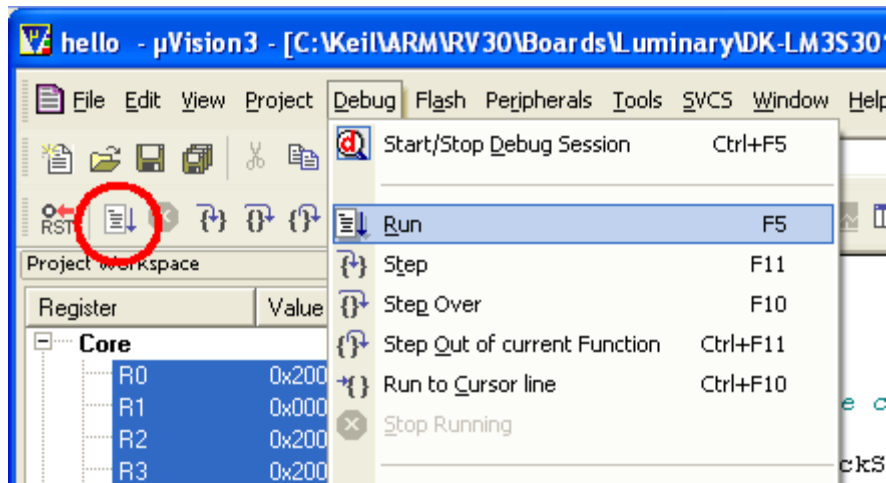 hello - µVision3 - [C:\Keil\ARM\RV30\Boards\Luminary\DK-LM3S301
File Edit View Project Debug Flash Peripherals Tools SVCS Window Help
Start/Stop Debug Session Ctrl+F5
RST
Run F5
Project Workspace
Step F11
Register Value
Step Over F10
Core
Step Out of current Function Ctrl+F11
R0 0x200
Run to Cursor line Ctrl+F10
R1 0x000
e c
Stop Running
R2 0x200
ckS
R3 0x200